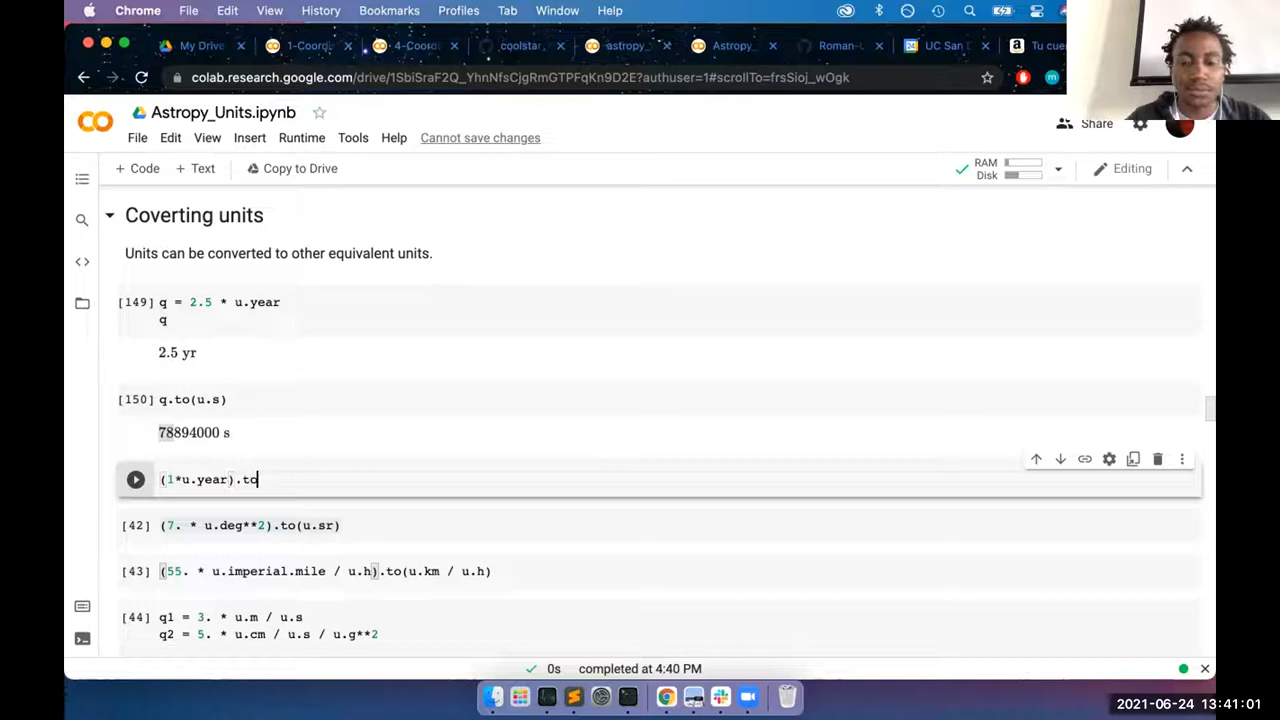 Chrome File Edit View History Bookmarks Profiles Tab Window Help
My Drive 1-Coordin 4-Coord coolstar astropy_ Astropy_ Roman- UC San D Tu cuen
colab.research.google.com/drive/1SbiSraF2Q_YhnNfsCjgRmGTPFqKn9D2E?authuser=1#scrollTo=frsSioj_wOgk
Astropy_Units.ipynb
File Edit View Insert Runtime Tools Help Cannot save changes
Share
+ Code + Text Copy to Drive
RAM
Disk
Editing
Coverting units
Units can be converted to other equivalent units.
[149] q = 2.5 * u.year
q
2.5 yr
[150] q.to(u.s)
78894000 s
(1*u.year).to
[42] (7. * u.deg**2).to(u.sr)
[43] (55. * u.imperial.mile / u.h).to(u.km / u.h)
[44] q1 = 3. * u.m / u.s
q2 = 5. * u.cm / u.s / u.g**2
0s completed at 4:40 PM
2021-06-24 13:41:01